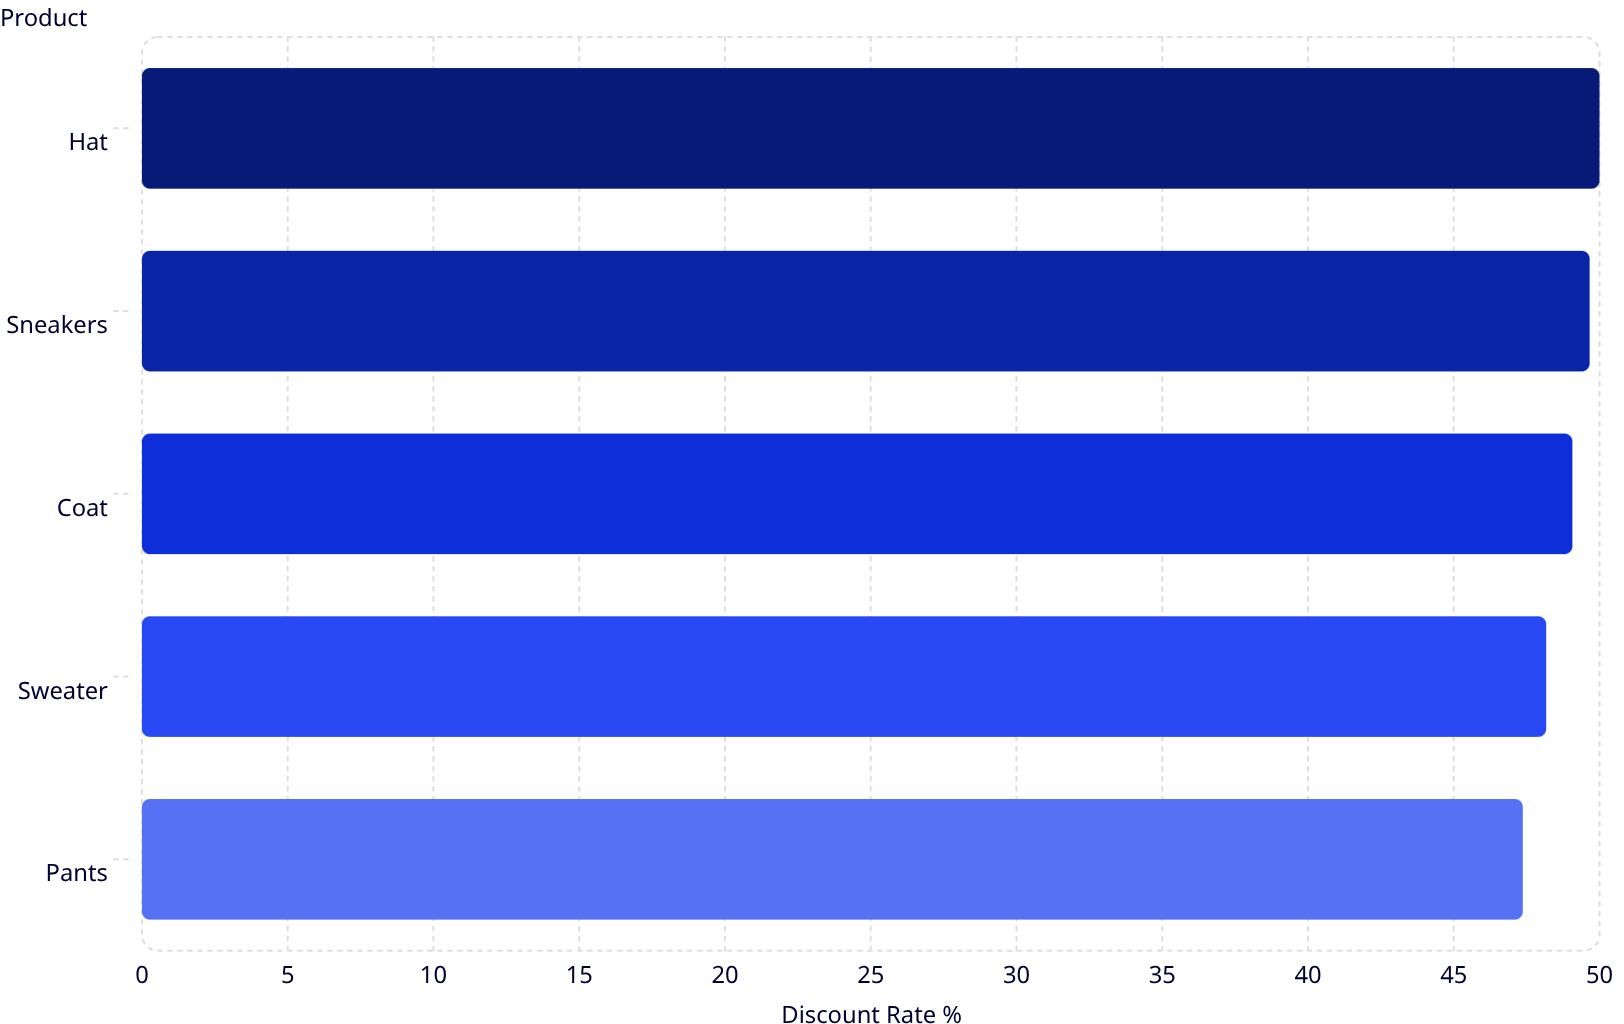 Product
Hat
Sneakers
Coat
Sweater
Pants
0 5 10 15 20 25 30 35 40 45 50
Discount Rate %